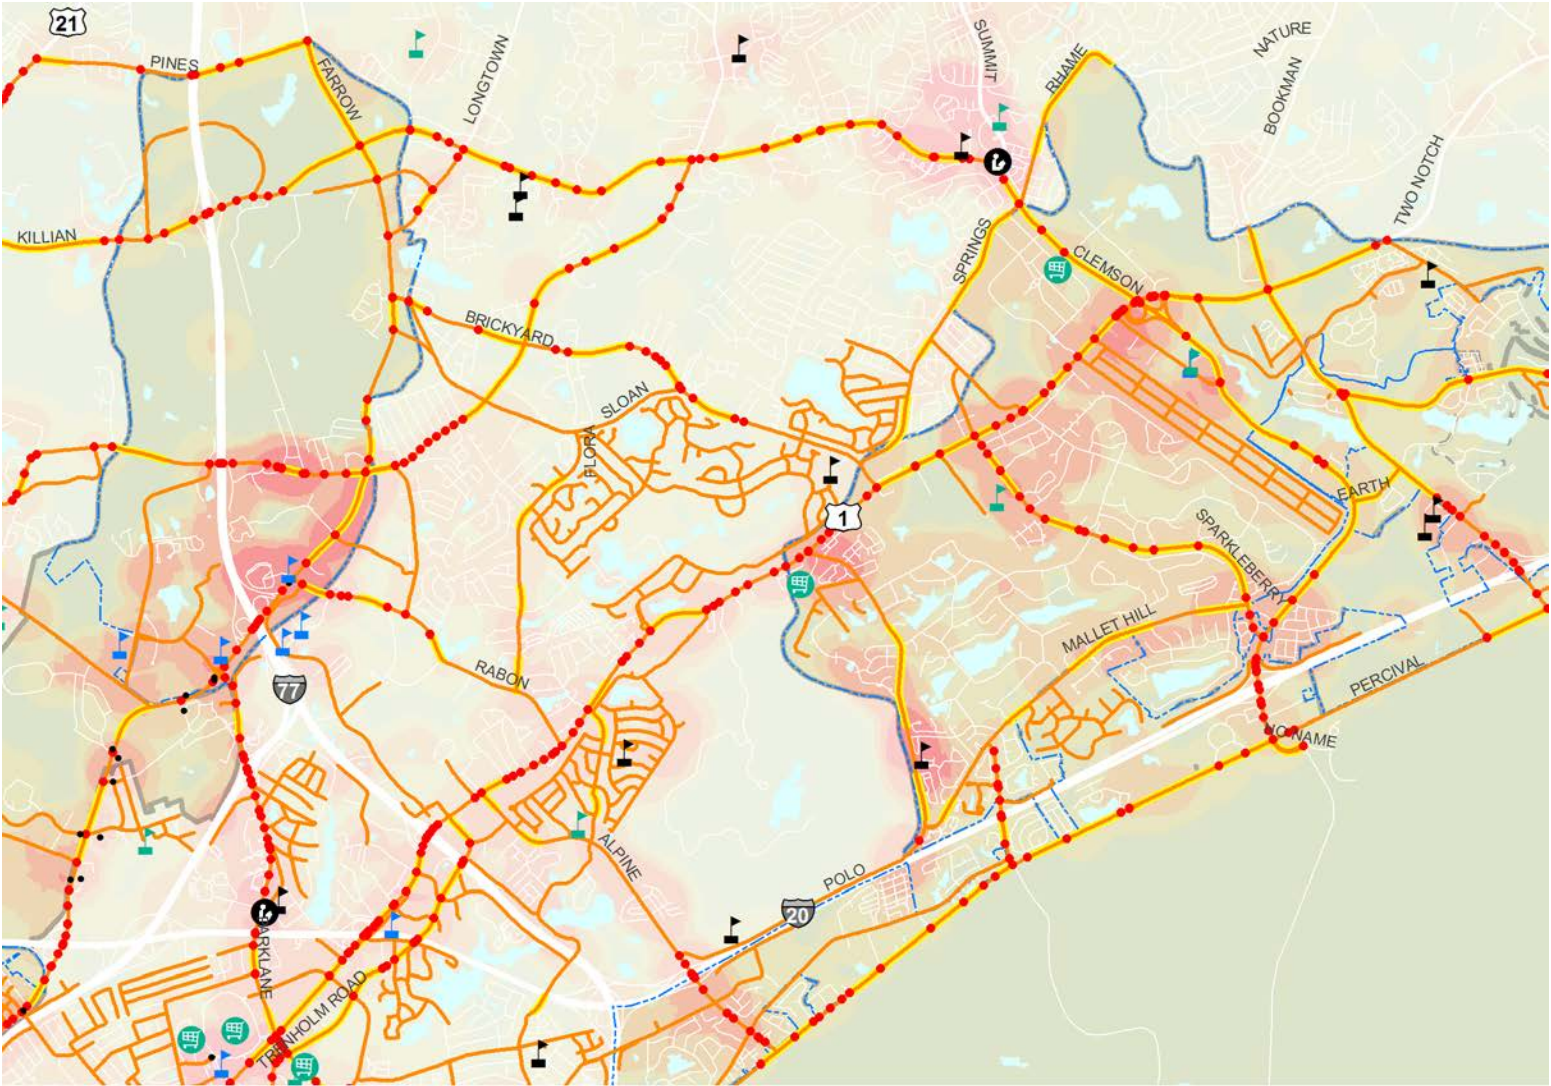 21
PINES
FARROW
LONGTOWN
SUMMIT
RHAME
NATURE
BOOKMAN
TWO NOTCH
KILLIAN
SPRINGS
CLEMSON
BRICKYARD
SLOAN
FLORA
1
EARTH
SPARKLEBERRY
MALLET HILL
RABON
PERCIVAL
77
NO NAME
ALPINE
POLO
20
PARKLANE
TRENHOLM ROAD